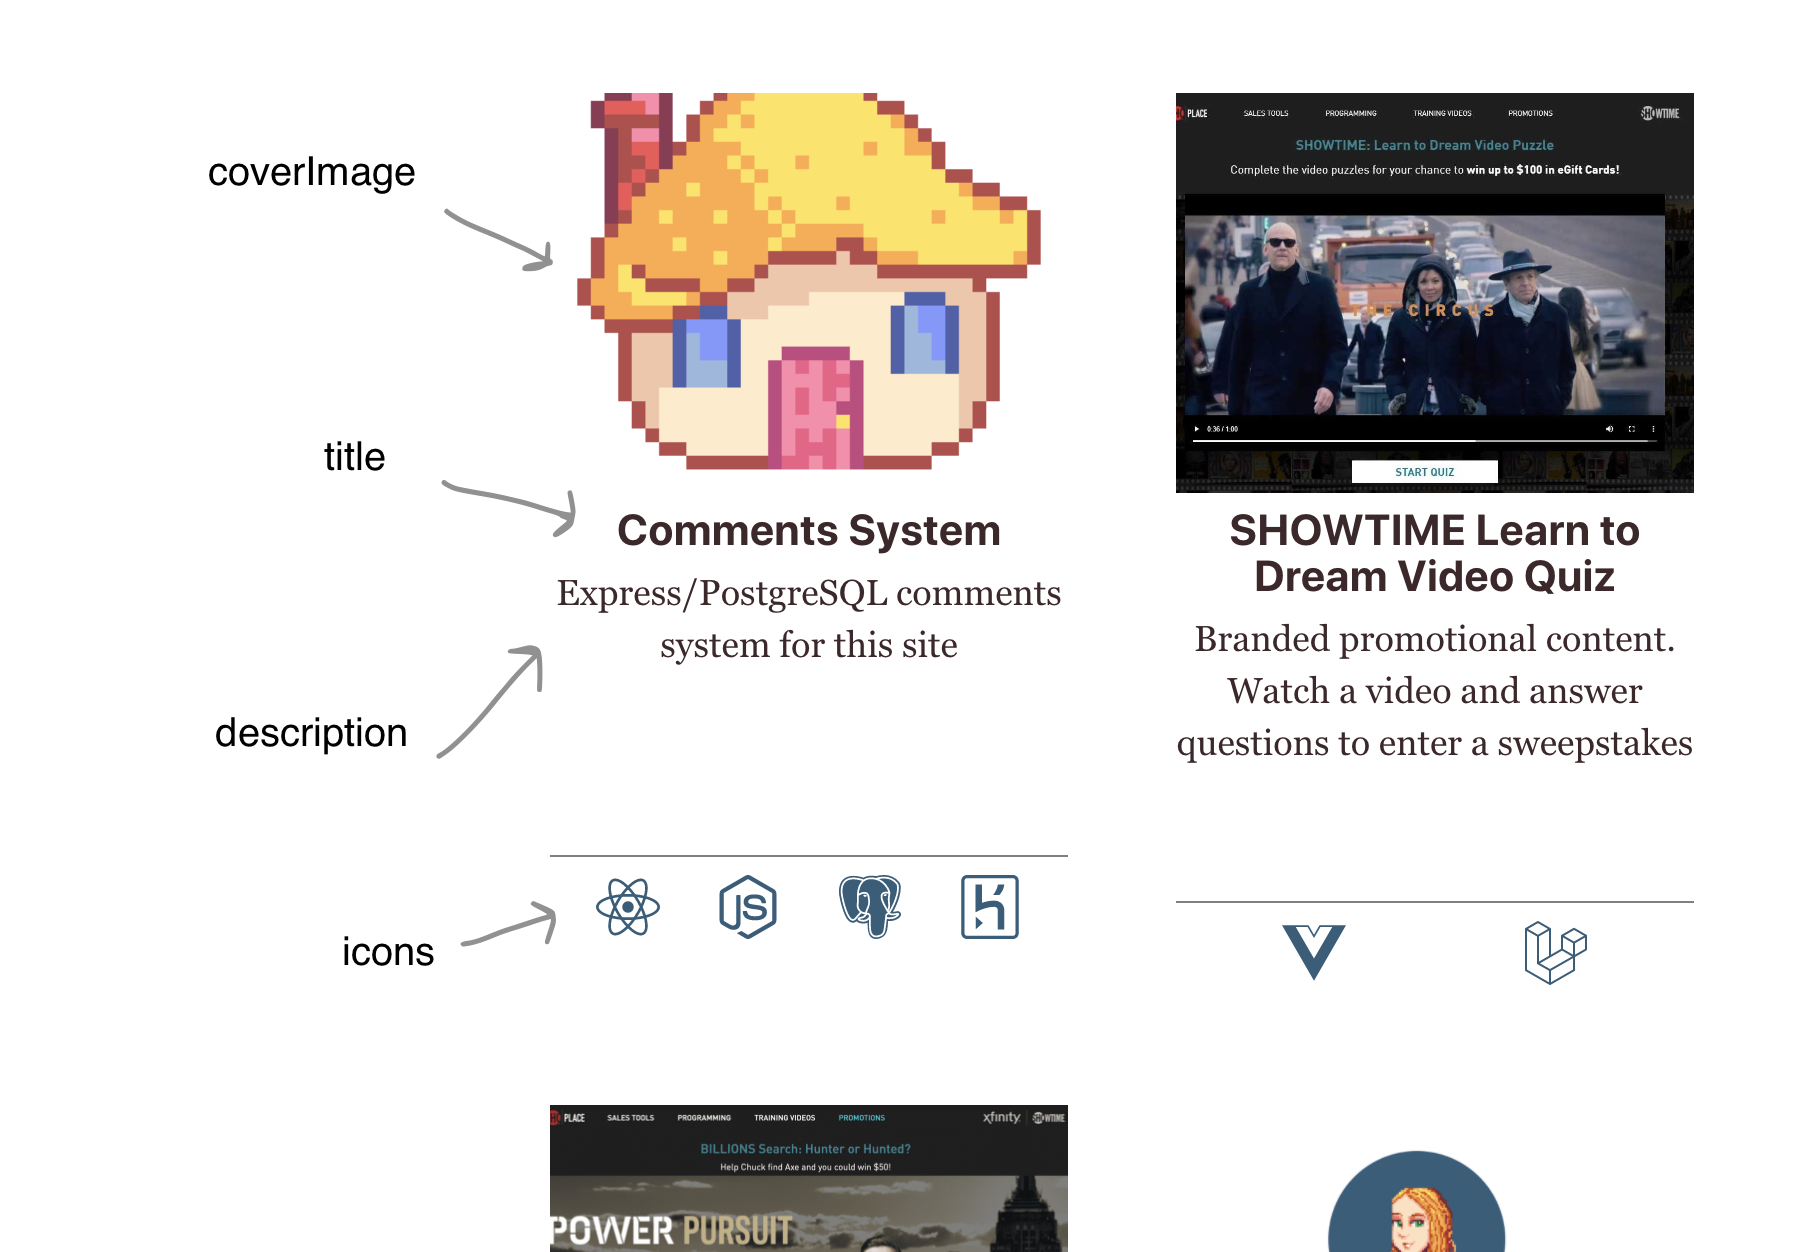 coverImage
title
description
icons
Comments System
Express/PostgreSQL comments
system for this site
JS
PLACE SALES TOOLS PROGRAMMING TRAINING VIDEOS PROMOTIONS SHOWTIME
SHOWTIME: Learn to Dream Video Puzzle
Complete the video puzzles for your chance to win up to $100 in eGift Cards!
THE CIRCUS
0:36 / 1:00
START QUIZ
SHOWTIME Learn to
Dream Video Quiz
Branded promotional content.
Watch a video and answer
questions to enter a sweepstakes
PLACE SALES TOOLS PROGRAMMING TRAINING VIDEOS PROMOTIONS xfinity SHOWTIME
BILLIONS Search: Hunter or Hunted?
Help Chuck find Axe and you could win $50!
POWER PURSUIT